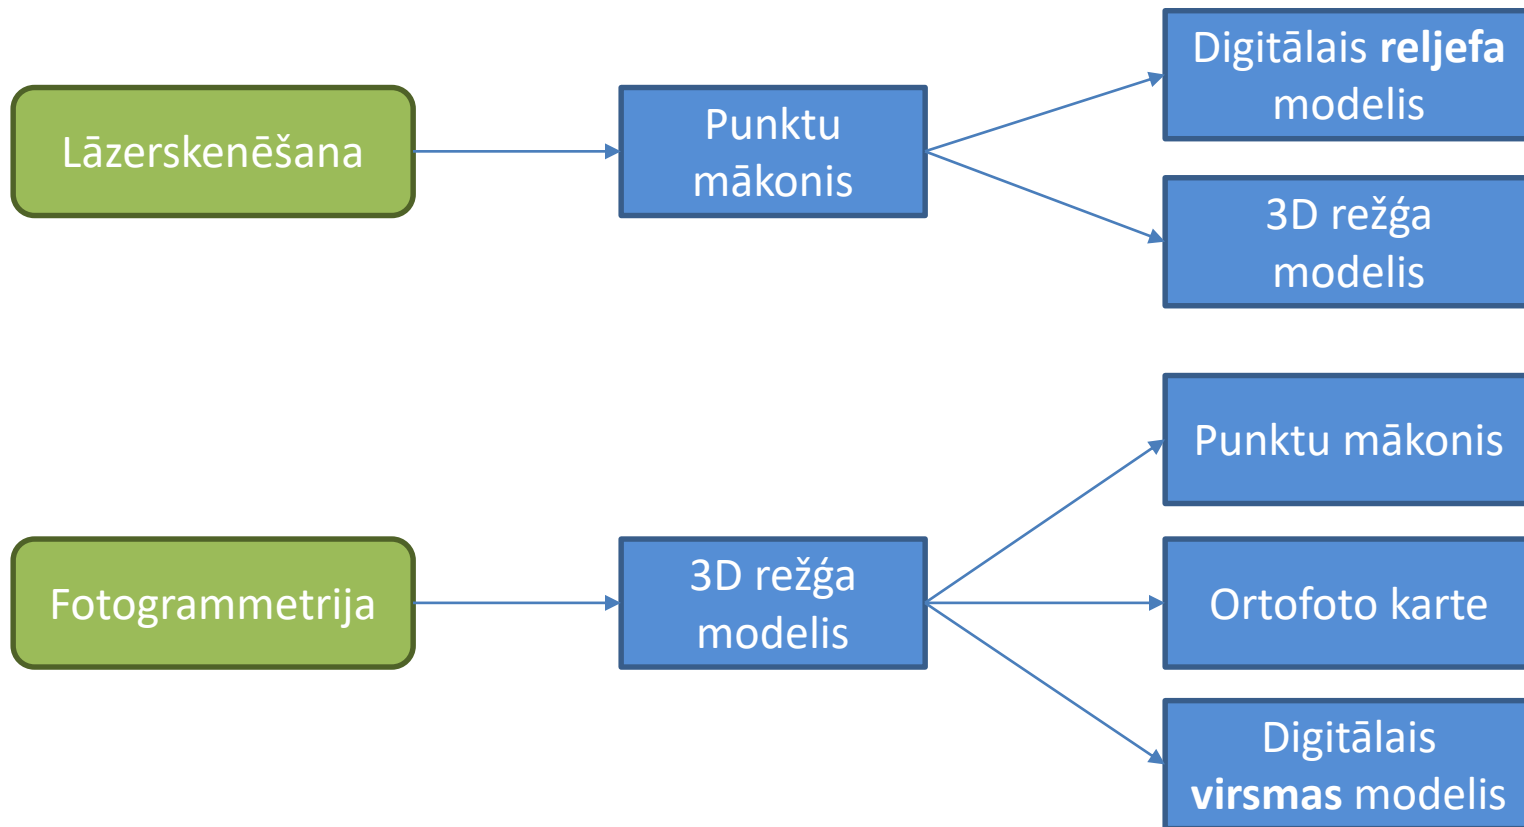 Lāzerskenēšana
Punktu
mākonis
Digitālais reljefa
modelis
3D režģa
modelis
Fotogrammetrija
3D režģa
modelis
Punktu mākonis
Ortofoto karte
Digitālais
virsmas modelis